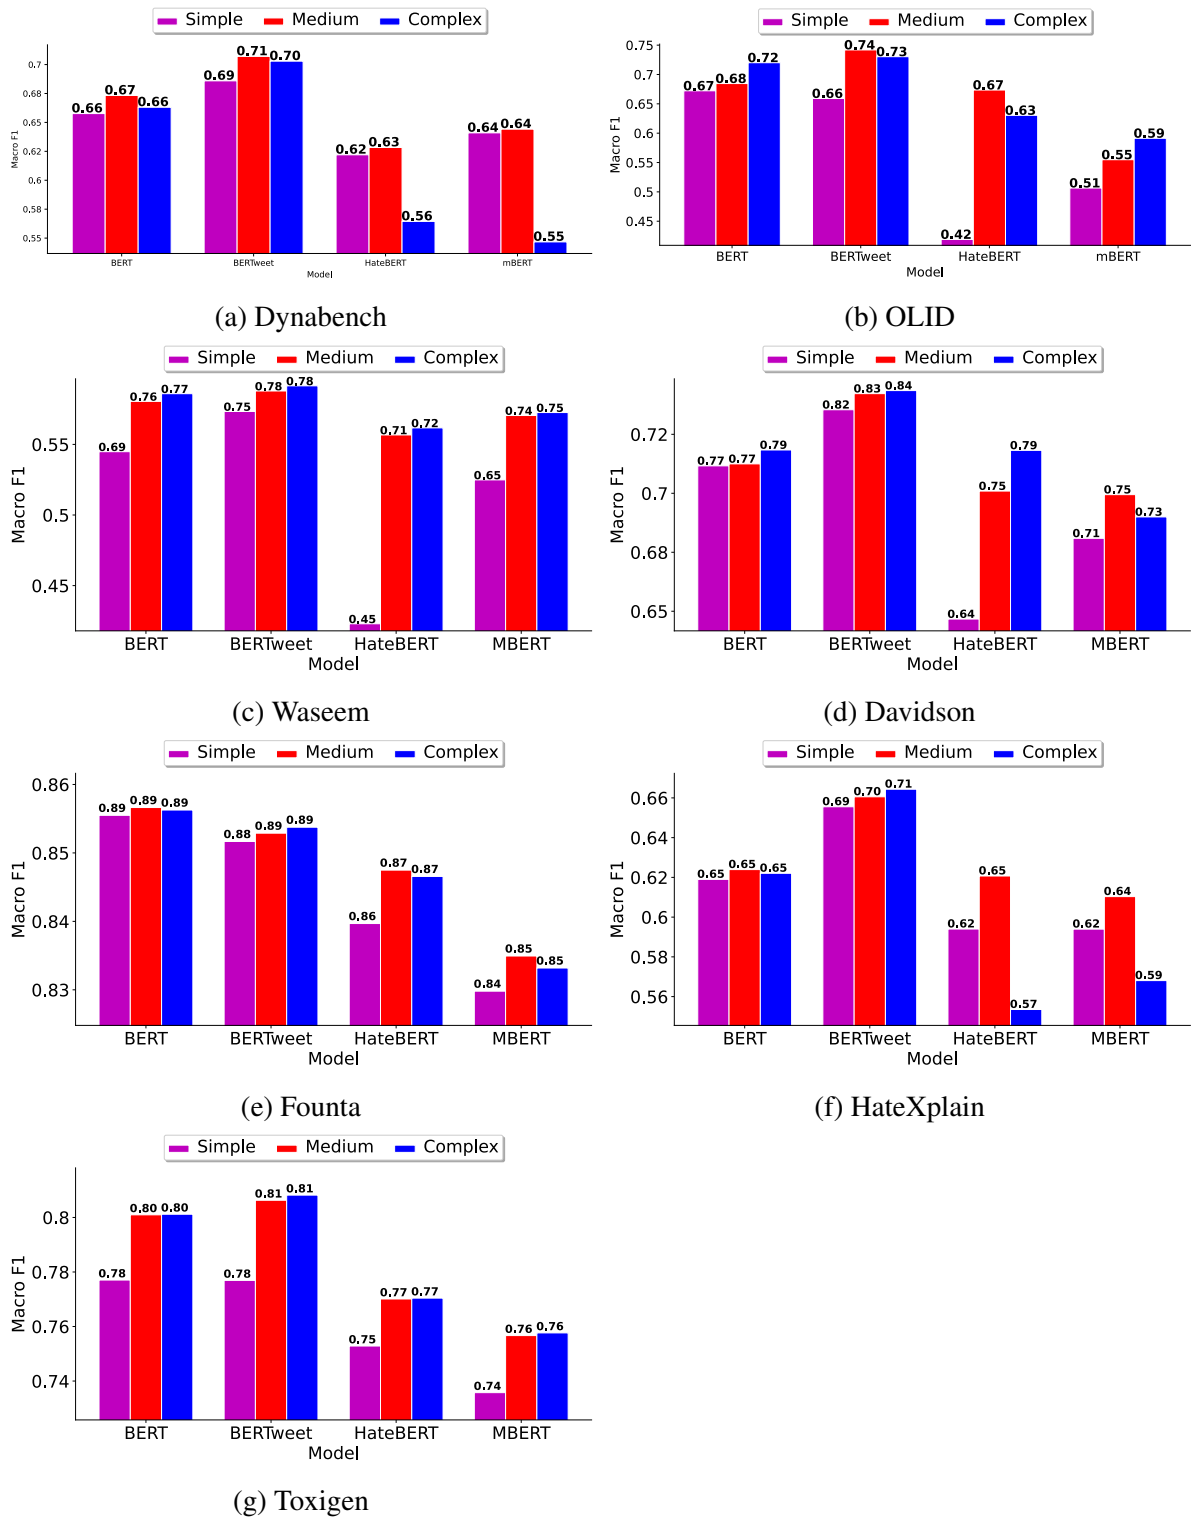 Simple Medium Complex
0.7
0.68
0.65
0.62
0.6
0.58
0.55
Macro F1
0.66 0.67 0.66
0.69 0.71 0.70
0.62 0.63 0.56
0.64 0.64 0.55
BERT BERTweet HateBERT mBERT
Model
(a) Dynabench
Simple Medium Complex
0.75
0.7
0.65
0.6
0.55
0.5
0.45
Macro F1
0.67 0.68 0.72
0.66 0.74 0.73
0.42 0.67 0.63
0.51 0.55 0.59
BERT BERTweet HateBERT mBERT
Model
(b) OLID
Simple Medium Complex
0.55
0.5
0.45
Macro F1
0.69 0.76 0.77
0.75 0.78 0.78
0.45 0.71 0.72
0.65 0.74 0.75
BERT BERTweet HateBERT MBERT
Model
(c) Waseem
Simple Medium Complex
0.72
0.7
0.68
0.65
Macro F1
0.77 0.77 0.79
0.82 0.83 0.84
0.64 0.75 0.79
0.71 0.75 0.73
BERT BERTweet HateBERT MBERT
Model
(d) Davidson
Simple Medium Complex
0.86
0.85
0.84
0.83
Macro F1
0.89 0.89 0.89
0.88 0.89 0.89
0.86 0.87 0.87
0.84 0.85 0.85
BERT BERTweet HateBERT MBERT
Model
(e) Founta
Simple Medium Complex
0.66
0.64
0.62
0.6
0.58
0.56
Macro F1
0.65 0.65 0.65
0.69 0.70 0.71
0.62 0.65 0.57
0.62 0.64 0.59
BERT BERTweet HateBERT MBERT
Model
(f) HateXplain
Simple Medium Complex
0.8
0.78
0.76
0.74
Macro F1
0.78 0.80 0.80
0.78 0.81 0.81
0.75 0.77 0.77
0.74 0.76 0.76
BERT BERTweet HateBERT MBERT
Model
(g) Toxigen